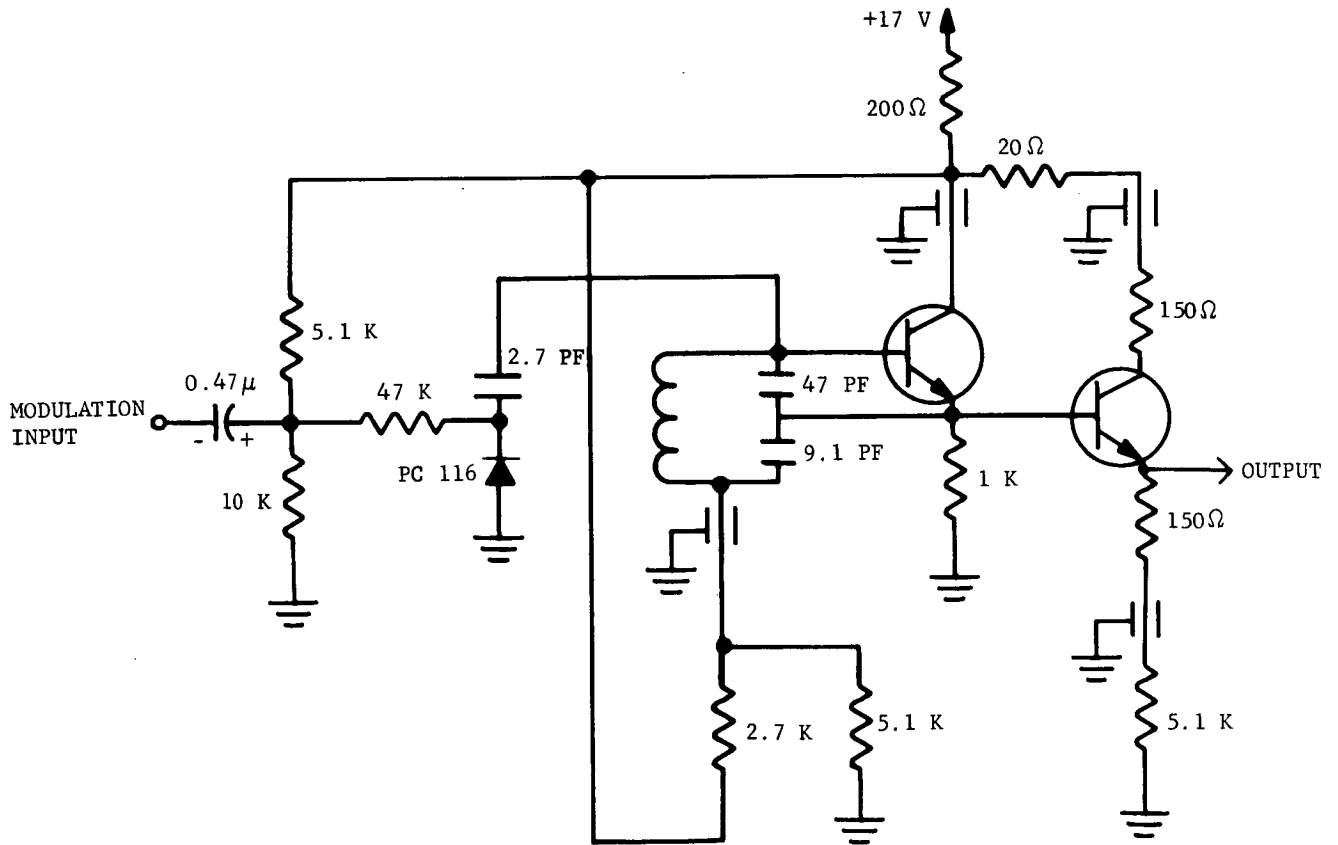 +17 V
200Ω
20Ω
5.1 K
150Ω
2.7 PF
0.47μ
47 K
47 PF
MODULATION
INPUT
-
+
9.1 PF
PC 116
1 K
OUTPUT
10 K
150Ω
2.7 K
5.1 K
5.1 K